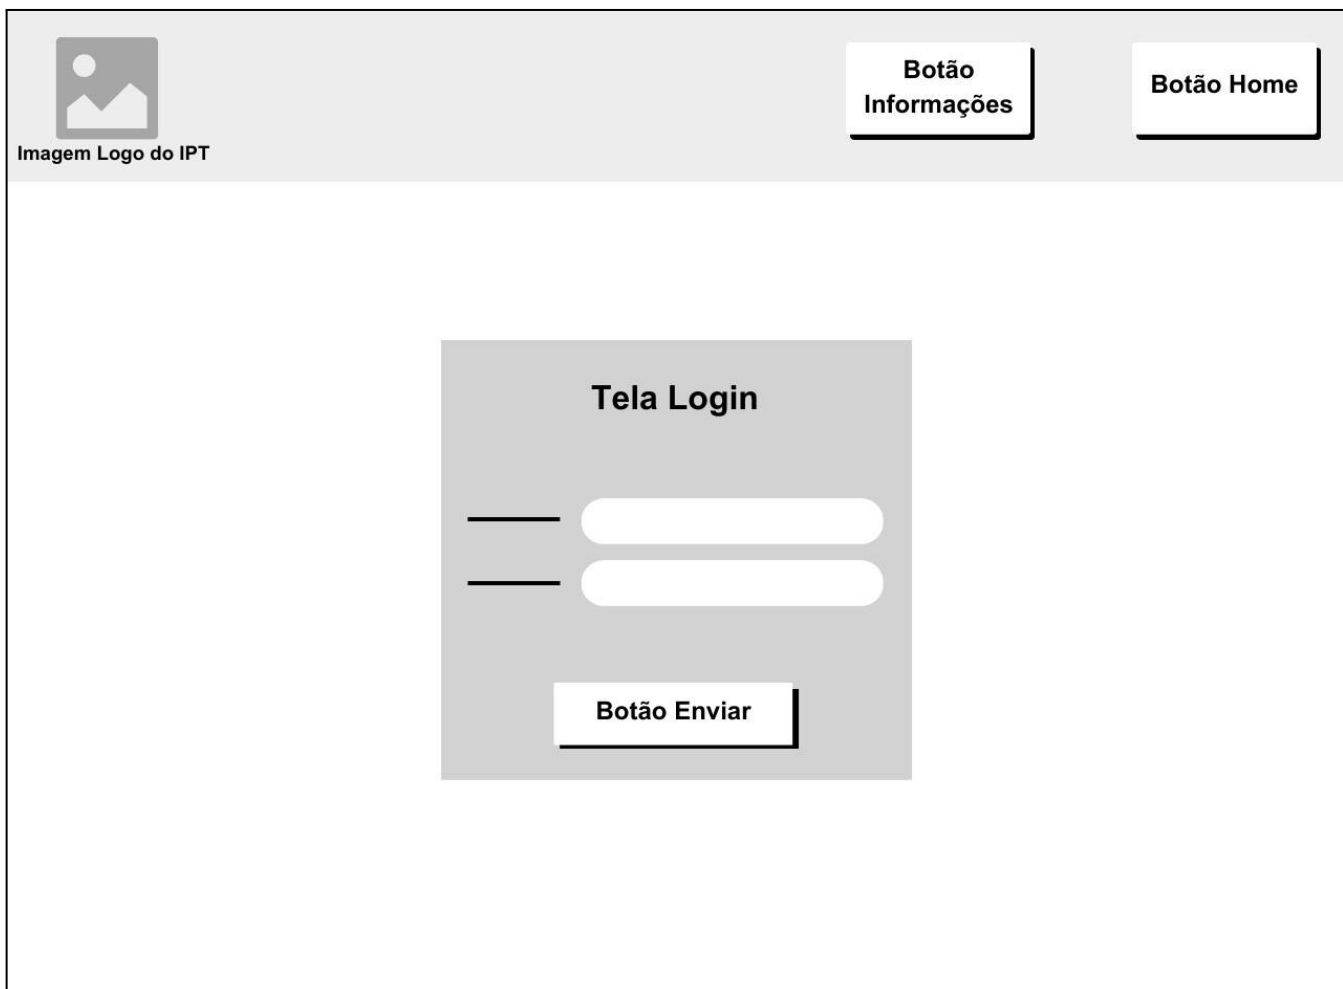 Imagem Logo do IPT
Botão
Informações
Botão Home
Tela Login
Botão Enviar